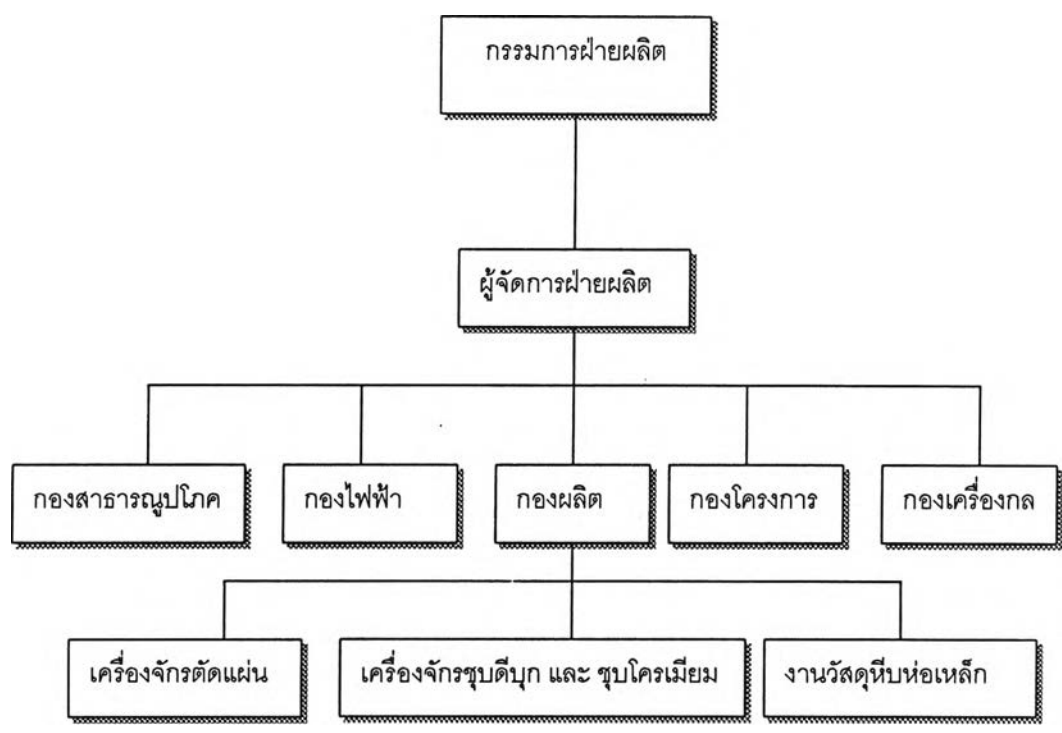 กรรมการฝ่ายผลิต
ผู้จัดการฝ่ายผลิต
กองสาธารณูปโภค
กองไฟฟ้า
กองผลิต
กองโครงการ
กองเครื่องกล
เครื่องจักรตัดแผ่น
เครื่องจักรชุบดีบุก และ ชุบโครเมียม
งานวัสดุหีบห่อเหล็ก